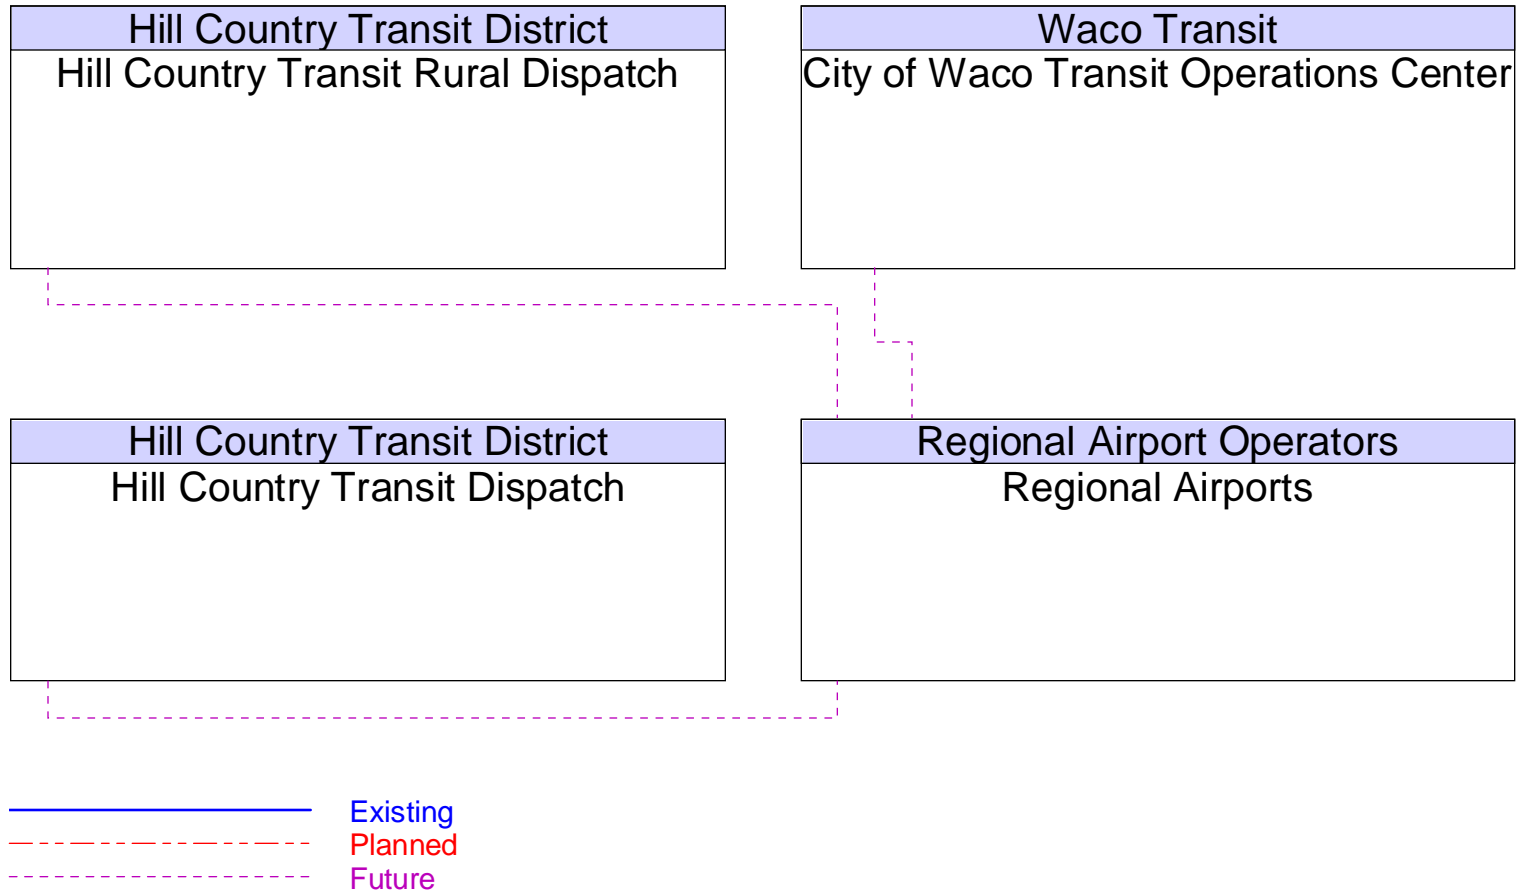 Hill Country Transit District
Hill Country Transit Rural Dispatch
Waco Transit
City of Waco Transit Operations Center
Hill Country Transit District
Hill Country Transit Dispatch
Regional Airport Operators
Regional Airports
Existing
Planned
Future